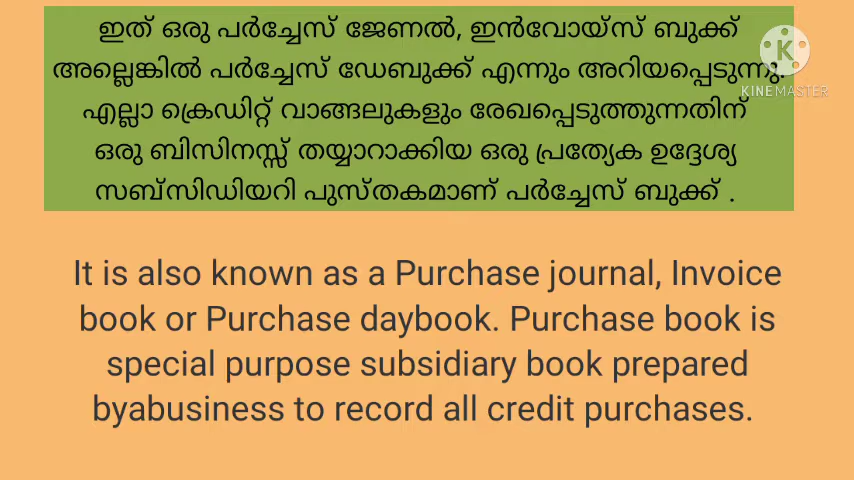 ഇത് ഒരു പർച്ചേസ് ജേണൽ, ഇൻവോയ്സ് ബുക്ക്
അല്ലെങ്കിൽ പർച്ചേസ് ഡേബുക്ക് എന്നും അറിയപ്പെടുന്നു.
എല്ലാ ക്രെഡിറ്റ് വാങ്ങലുകളും രേഖപ്പെടുത്തുന്നതിന്
ഒരു ബിസിനസ്സ് തയ്യാറാക്കിയ ഒരു പ്രത്യേക ഉദ്ദേശ്യ
സബ്സിഡിയറി പുസ്തകമാണ് പർച്ചേസ് ബുക്ക് .
K
KINEMASTER
It is also known as a Purchase journal, Invoice
book or Purchase daybook. Purchase book is
special purpose subsidiary book prepared
byabusiness to record all credit purchases.